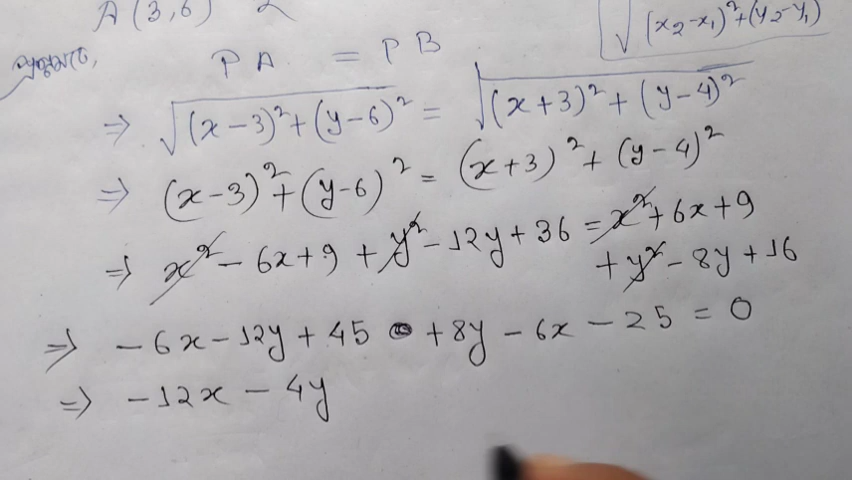 A (3,6)
√(x₂-x₁)²+(y₂-y₁)
PA = PB
⇒ √(x-3)²+(y-6)² = √(x+3)²+(y-4)²
⇒ (x-3)²+(y-6)² = (x+3)²+(y-4)²
⇒ x²-6x+9+y²-12y+36 = x²+6x+9
+y²-8y+16
⇒ -6x-12y+45 +8y-6x-25=0
⇒ -12x-4y